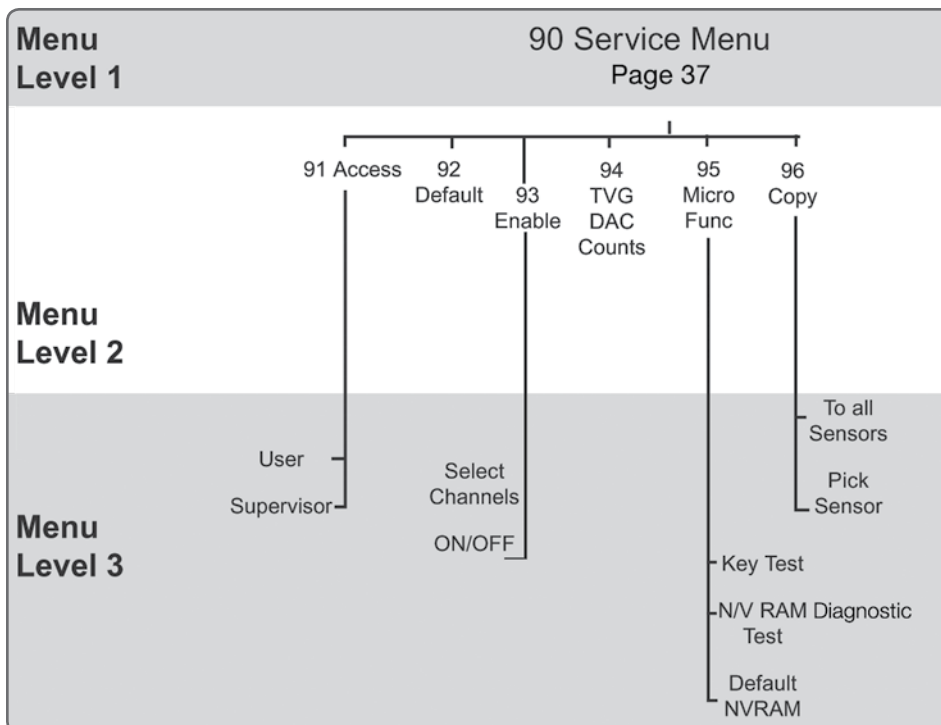 Menu
Level 1
90 Service Menu
Page 37
91 Access
92
Default
93
Enable
94
TVG
DAC
Counts
95
Micro
Func
96
Copy
Menu
Level 2
Menu
Level 3
User
Supervisor
Select
Channels
ON/OFF
Key Test
N/V RAM Diagnostic
Test
Default
NVRAM
To all
Sensors
Pick
Sensor